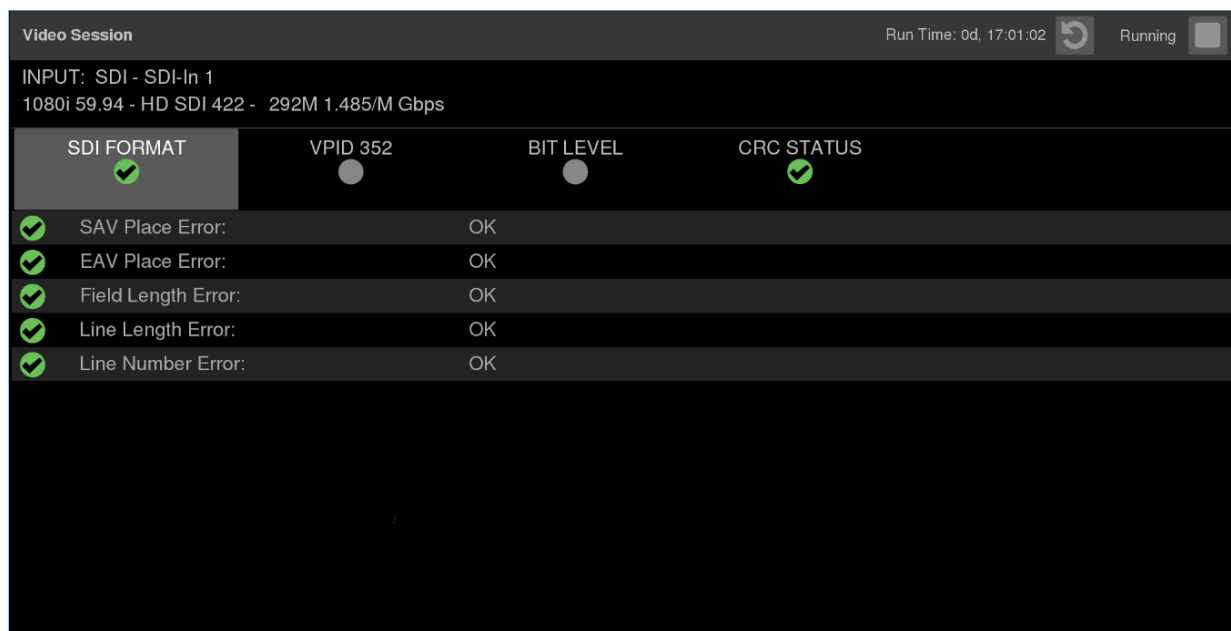 Video Session Run Time: 0d, 17:01:02 Running
INPUT: SDI - SDI-In 1
1080i 59.94 - HD SDI 422 - 292M 1.485/M Gbps
SDI FORMAT VPID 352 BIT LEVEL CRC STATUS
SAV Place Error: OK
EAV Place Error: OK
Field Length Error: OK
Line Length Error: OK
Line Number Error: OK